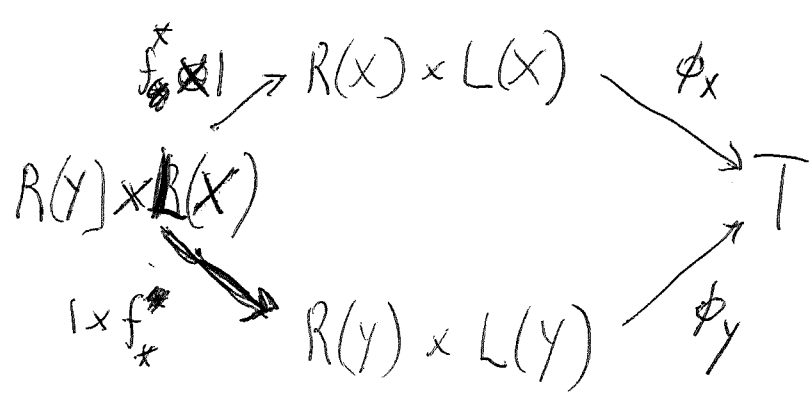 f^* × 1
R(X) × L(X)
φ_X
R(Y) × L(X)
T
1 × f_*
R(Y) × L(Y)
φ_Y